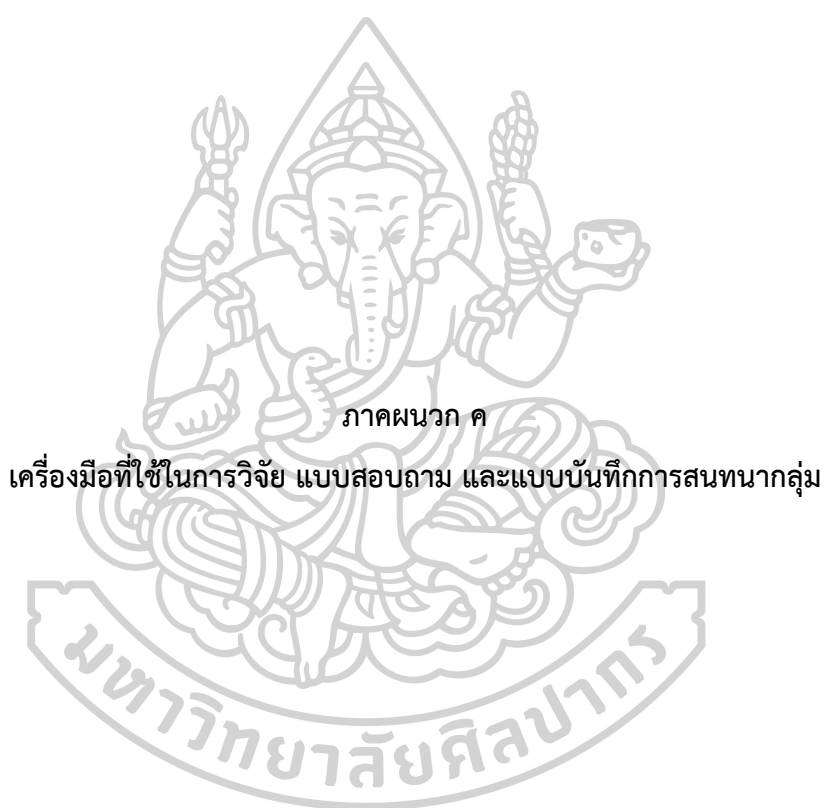 ภาคผนวก ค
เครื่องมือที่ใช้ในการวิจัย แบบสอบถาม และแบบบันทึกการสนทนากลุ่ม
มหาวิทยาลัยศิลปากร